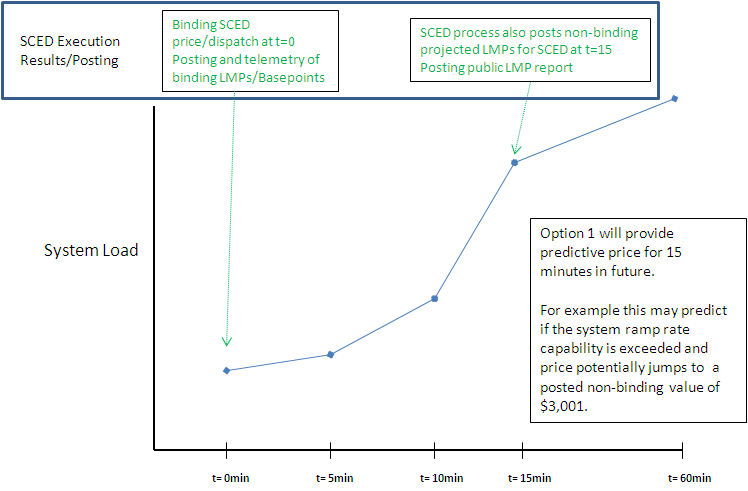 SCED Execution
Results/Posting
Binding SCED
price/dispatch at t=0
Posting and telemetry of
binding LMPs/Basepoints
SCED process also posts non-binding
projected LMPs for SCED at t=15
Posting public LMP report
System Load
Option 1 will provide
predictive price for 15
minutes in future.
For example this may predict
if the system ramp rate
capability is exceeded and
price potentially jumps to a
posted non-binding value of
$3,001.
t= 0min
t= 5min
t= 10min
t= 15min
t= 60min